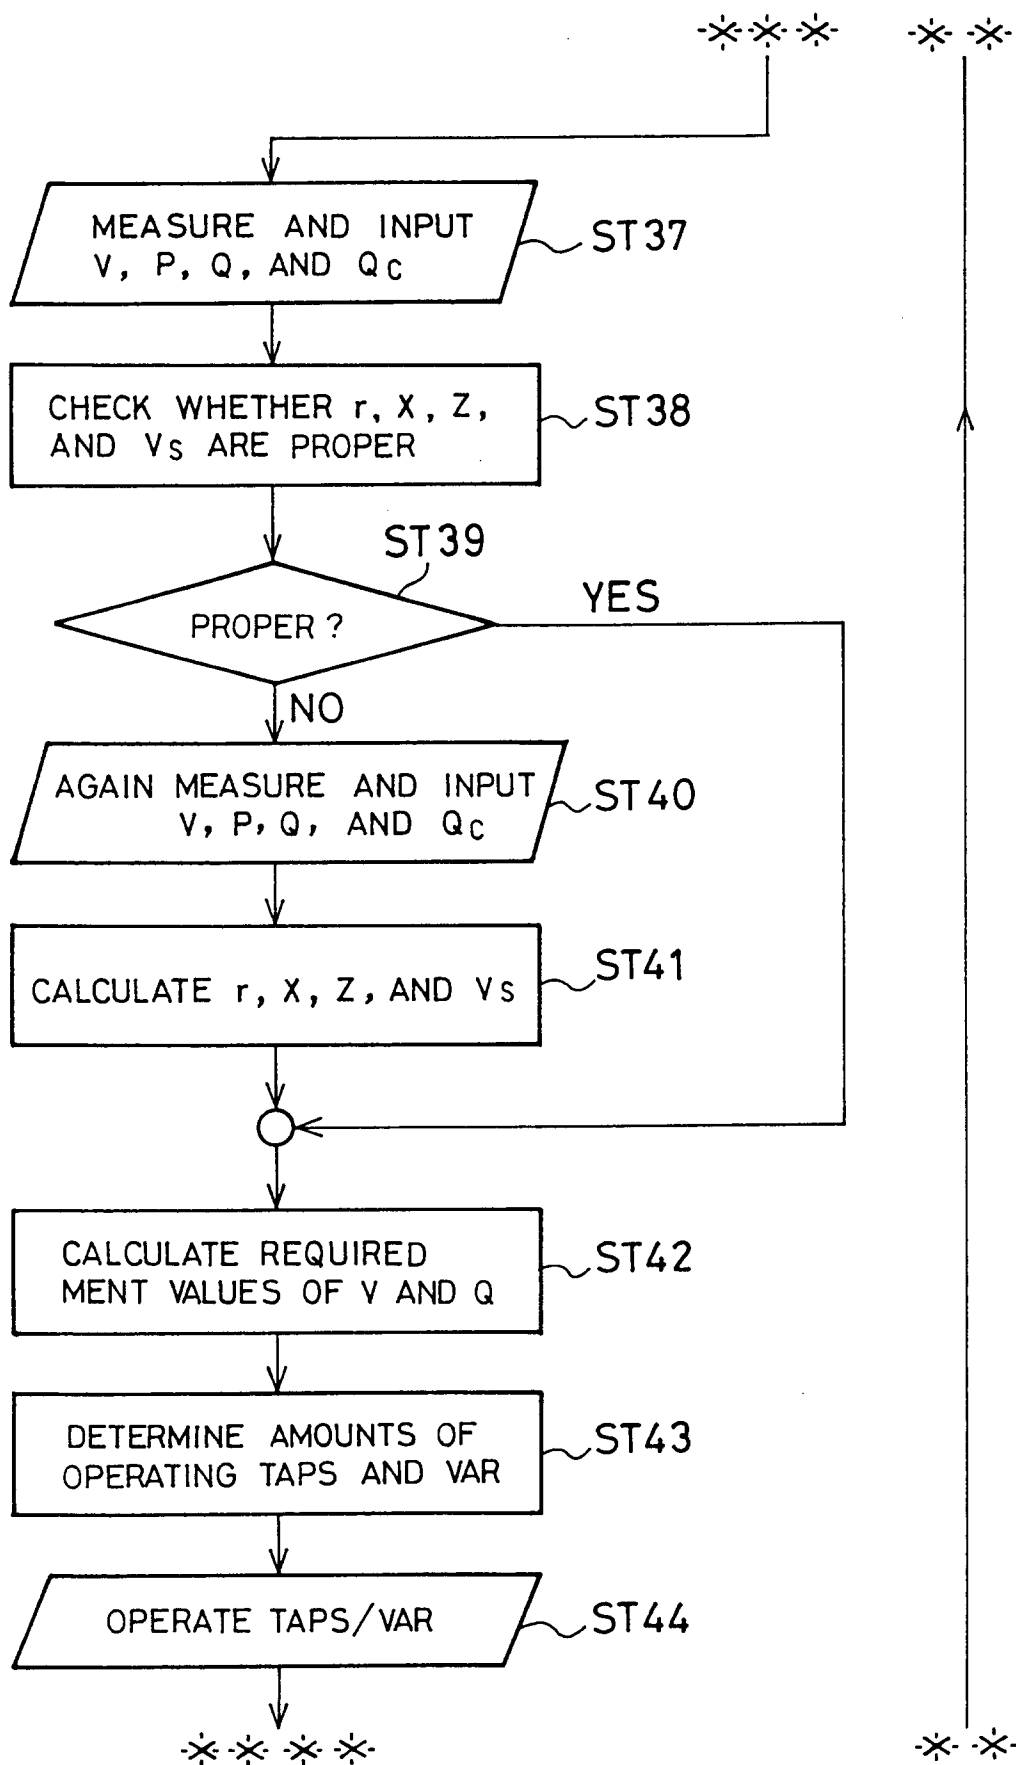 *** **
MEASURE AND INPUT
V, P, Q, AND Qc
ST37
CHECK WHETHER r, X, Z,
AND Vs ARE PROPER
ST38
ST39
PROPER?
YES
NO
AGAIN MEASURE AND INPUT
V, P, Q, AND Qc
ST40
CALCULATE r, X, Z, AND Vs
ST41
CALCULATE REQUIRED
MENT VALUES OF V AND Q
ST42
DETERMINE AMOUNTS OF
OPERATING TAPS AND VAR
ST43
OPERATE TAPS/VAR
ST44
**** **